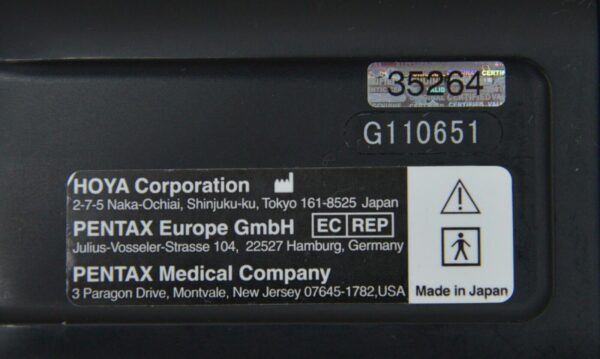 35264
G110651
HOYA Corporation
2-7-5 Naka-Ochiai, Shinjuku-ku, Tokyo 161-8525 Japan
PENTAX Europe GmbH EC REP
Julius-Vosseler-Strasse 104, 22527 Hamburg, Germany
PENTAX Medical Company
3 Paragon Drive, Montvale, New Jersey 07645-1782,USA
Made in Japan